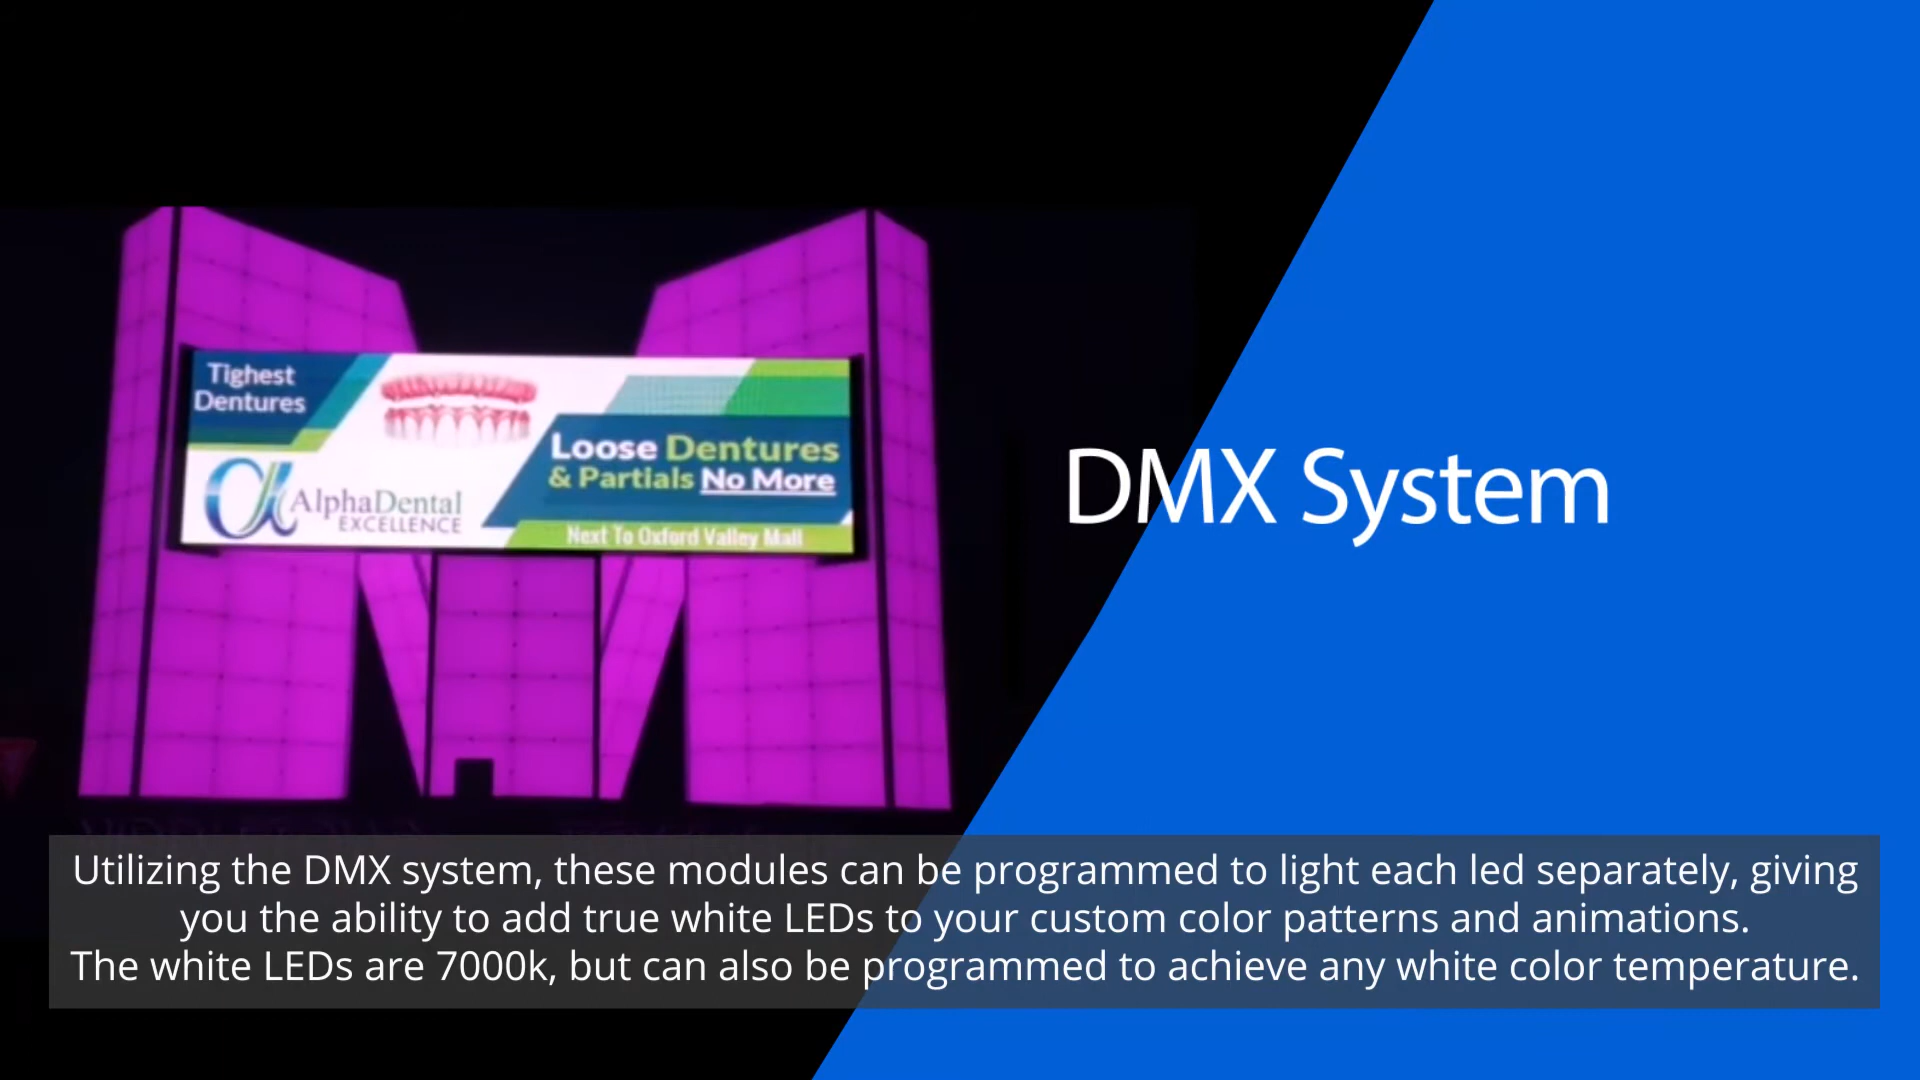 Tighest
Dentures
Loose Dentures
& Partials No More
AlphaDental
EXCELLENCE
Next To Oxford Valley Mall
DMX System
Utilizing the DMX system, these modules can be programmed to light each led separately, giving
you the ability to add true white LEDs to your custom color patterns and animations.
The white LEDs are 7000k, but can also be programmed to achieve any white color temperature.